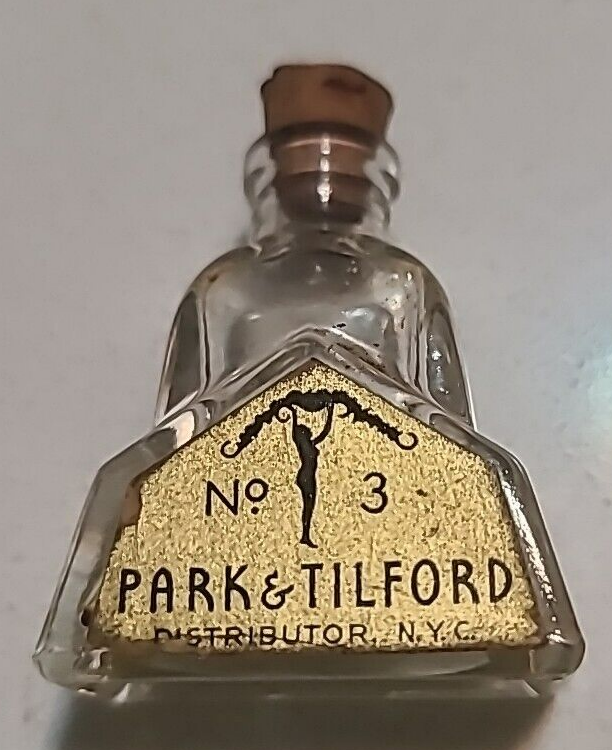 Nº 3
PARK & TILFORD
DISTRIBUTOR, N.Y.C.